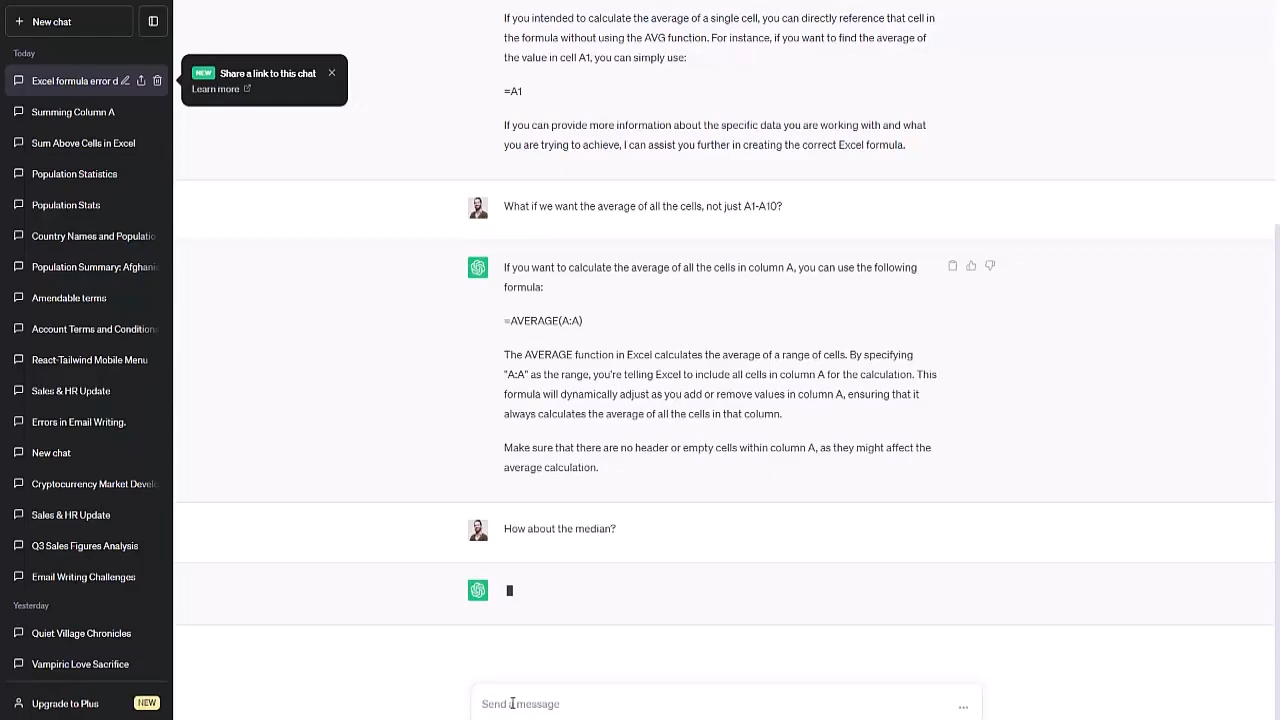 New chat
Today
Excel formula error d
Summing Column A
Sum Above Cells in Excel
Population Statistics
Population Stats
Country Names and Populatio
Population Summary: Afghanis
Amendable terms
Account Terms and Conditions
React-Tailwind Mobile Menu
Sales & HR Update
Errors in Email Writing.
New chat
Cryptocurrency Market Develo
Sales & HR Update
Q3 Sales Figures Analysis
Email Writing Challenges
Yesterday
Quiet Village Chronicles
Vampiric Love Sacrifice
Upgrade to Plus
NEW
NEW Share a link to this chat
Learn more
If you intended to calculate the average of a single cell, you can directly reference that cell in
the formula without using the AVG function. For instance, if you want to find the average of
the value in cell A1, you can simply use:
=A1
If you can provide more information about the specific data you are working with and what
you are trying to achieve, I can assist you further in creating the correct Excel formula.
What if we want the average of all the cells, not just A1-A10?
If you want to calculate the average of all the cells in column A, you can use the following
formula:
=AVERAGE(A:A)
The AVERAGE function in Excel calculates the average of a range of cells. By specifying
"A:A" as the range, you're telling Excel to include all cells in column A for the calculation. This
formula will dynamically adjust as you add or remove values in column A, ensuring that it
always calculates the average of all the cells in that column.
Make sure that there are no header or empty cells within column A, as they might affect the
average calculation.
How about the median?
Send a message